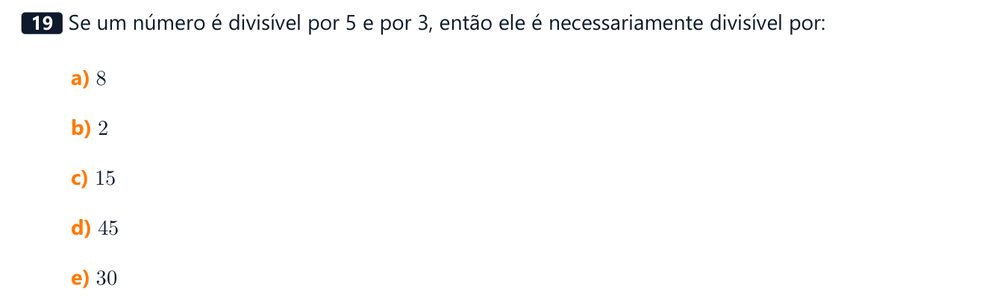 19 Se um número é divisível por 5 e por 3, então ele é necessariamente divisível por:
a) 8
b) 2
c) 15
d) 45
e) 30